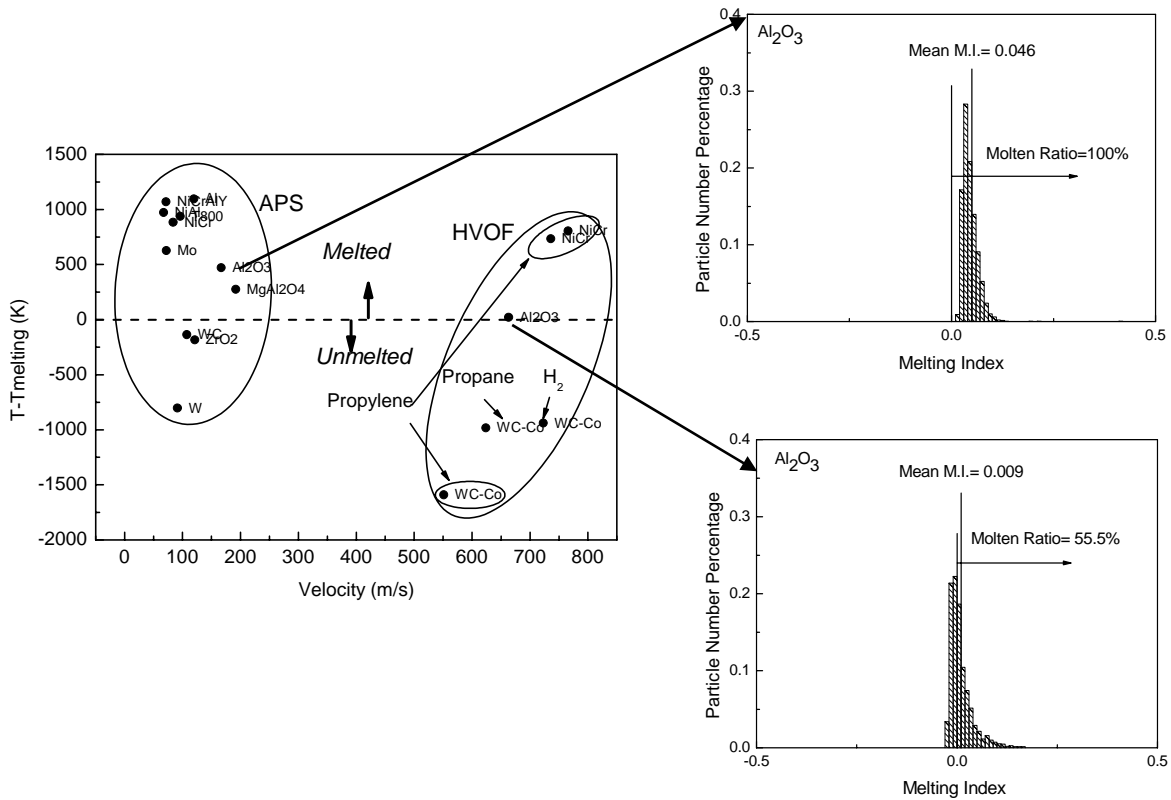 1500
1000
500
0
-500
-1000
-1500
-2000
T-Tmelting (K)
0 100 200 300 400 500 600 700 800
Velocity (m/s)
APS
NiCrAlY
Al
NiAl
T800
NiCr
Mo
Al2O3
MgAl2O4
WC
ZrO2
W
Melted
Unmelted
HVOF
NiCr
NiCr
Al2O3
Propane
H2
Propylene
WC-Co
WC-Co
WC-Co
Al2O3
Mean M.I.= 0.046
Molten Ratio=100%
0.4
0.3
0.2
0.1
0.0
Particle Number Percentage
-0.5 0.0 0.5
Melting Index
Al2O3
Mean M.I.= 0.009
Molten Ratio= 55.5%
0.4
0.3
0.2
0.1
0.0
Particle Number Percentage
-0.5 0.0 0.5
Melting Index